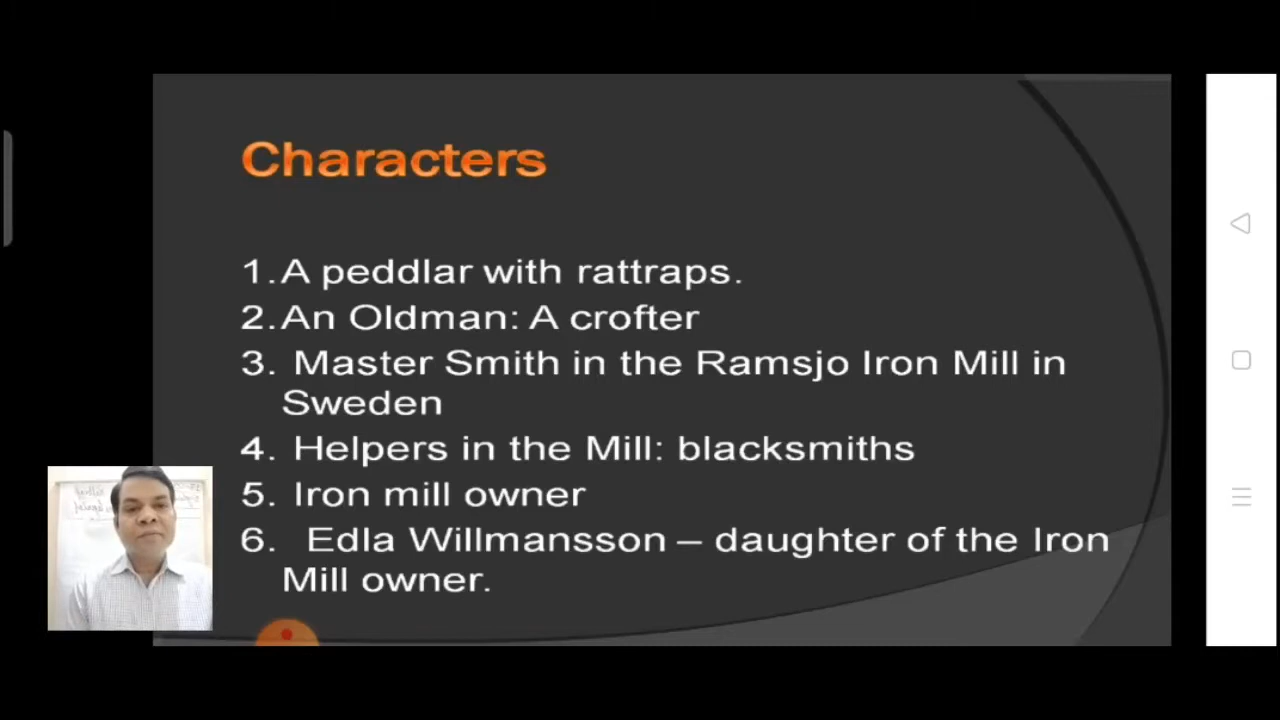 Characters
1. A peddlar with rattraps.
2. An Oldman: A crofter
3. Master Smith in the Ramsjo Iron Mill in
Sweden
4. Helpers in the Mill: blacksmiths
5. Iron mill owner
6. Edla Willmansson – daughter of the Iron
Mill owner.